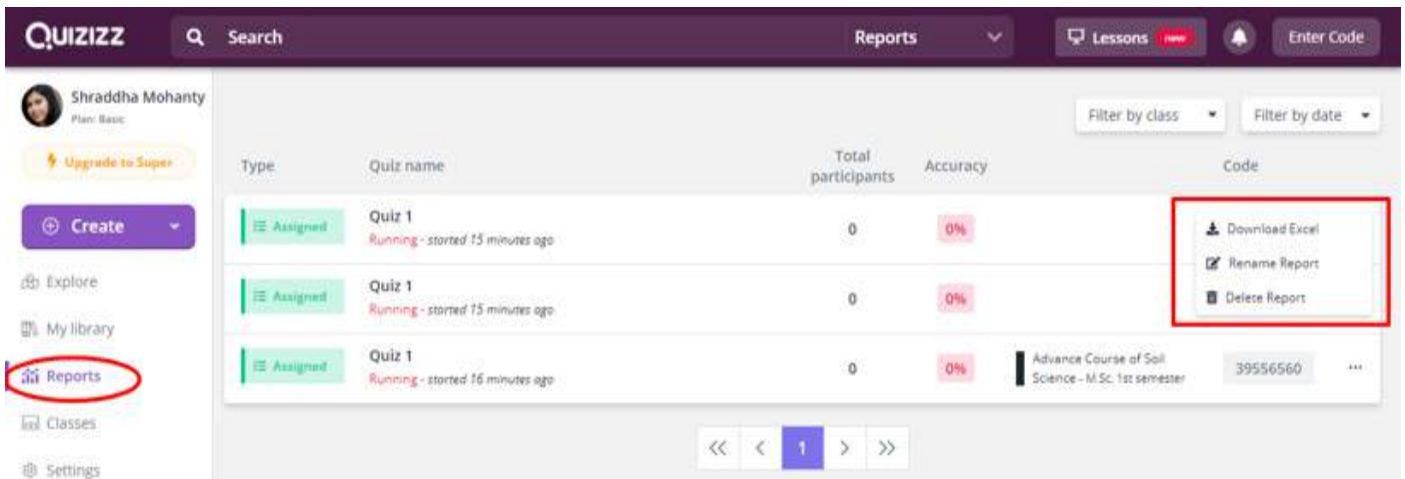 QUIZIZZ
Search
Reports
Lessons new
Enter Code
Shraddha Mohanty
Plan: Basic
Upgrade to Super
Create
Explore
My library
Reports
Classes
Settings
Filter by class
Filter by date
Type Quiz name Total participants Accuracy Code
Assigned
Quiz 1
Running - started 15 minutes ago
0
0%
Download Excel
Rename Report
Delete Report
Assigned
Quiz 1
Running - started 15 minutes ago
0
0%
Assigned
Quiz 1
Running - started 16 minutes ago
0
0%
Advance Course of Soil
Science - M.Sc. 1st semester
39556560
...
<< < 1 > >>